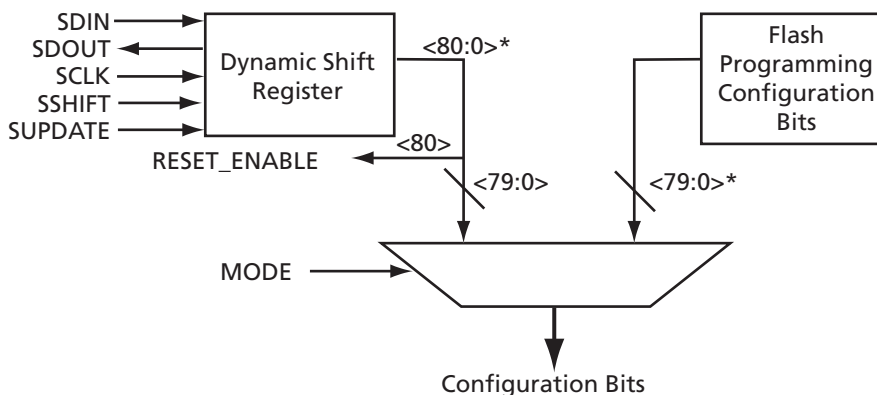 SDIN
SDOUT
SCLK
SSHIFT
SUPDATE
Dynamic Shift
Register
<80:0>*
Flash
Programming
Configuration
Bits
<80>
RESET_ENABLE
<79:0>
<79:0>*
MODE
Configuration Bits